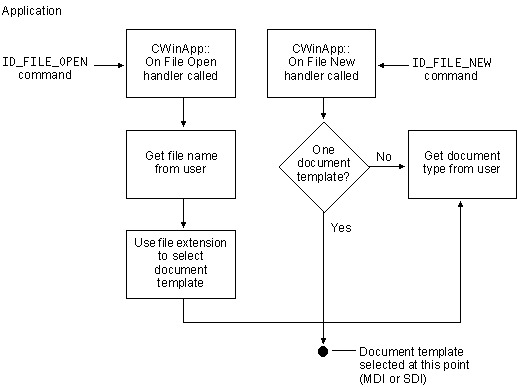 Application
ID_FILE_OPEN
command
CWinApp::
On File Open
handler called
CWinApp::
On File New
handler called
ID_FILE_NEW
command
Get file name
from user
One
document
template?
No
Get document
type from user
Yes
Use file extension
to select
document
template
Document template
selected at this point
(MDI or SDI)